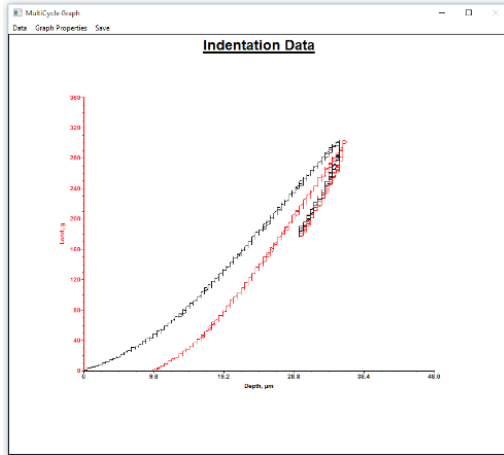 MultiCycle Graph
Data Graph Properties Save
Indentation Data
360
320
280
240
200
160
120
80
40
0
Load, g
0 9.6 19.2 28.8 38.4 48.0
Depth, µm